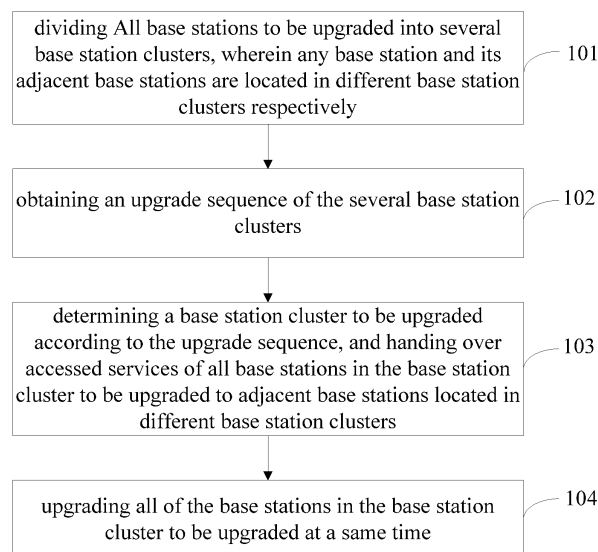 dividing All base stations to be upgraded into several
base station clusters, wherein any base station and its
adjacent base stations are located in different base station
clusters respectively
101
obtaining an upgrade sequence of the several base station
clusters
102
determining a base station cluster to be upgraded
according to the upgrade sequence, and handing over
accessed services of all base stations in the base station
cluster to be upgraded to adjacent base stations located in
different base station clusters
103
upgrading all of the base stations in the base station
cluster to be upgraded at a same time
104